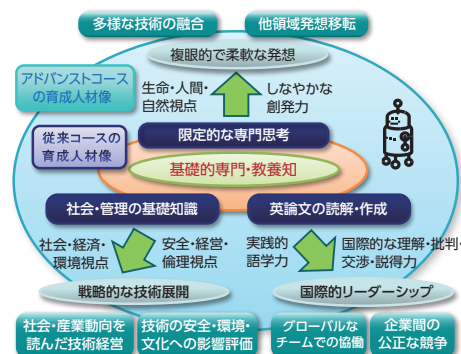 多様な技術の融合
他領域発想移転
複眼的で柔軟な発想
アドバンストコース
の育成人材像
生命・人間・
自然視点
しなやかな
創発力
従来コースの
育成人材像
限定的な専門思考
基礎的専門・教養知
社会・管理の基礎知識
英論文の読解・作成
社会・経済・
環境視点
安全・経営・
倫理視点
実践的
語学力
国際的な理解・批判・
交渉・説得力
戦略的な技術展開
国際的リーダーシップ
社会・産業動向を
読んだ技術経営
技術の安全・環境・
文化への影響評価
グローバルな
チームでの協働
企業間の
公正な競争